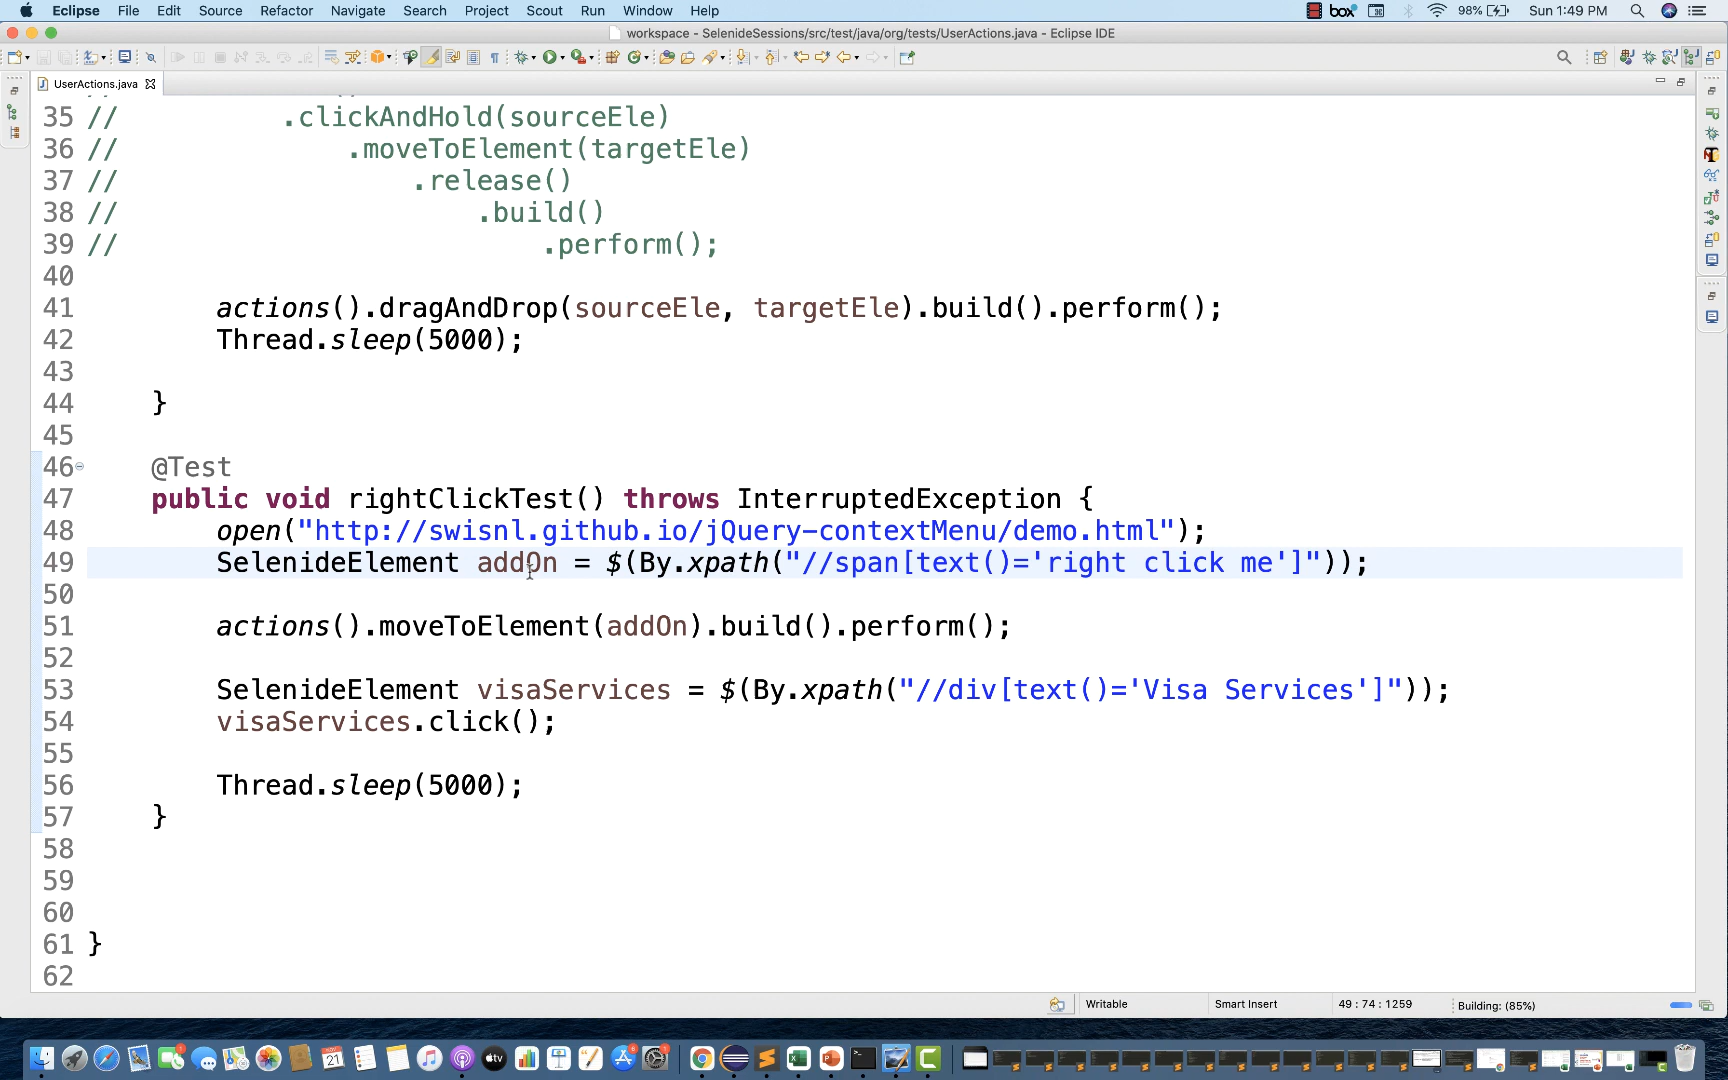 Eclipse File Edit Source Refactor Navigate Search Project Scout Run Window Help box 98% Sun 1:49 PM
workspace - SelenideSessions/src/test/java/org/tests/UserActions.java - Eclipse IDE
UserActions.java
35 // .clickAndHold(sourceEle)
36 // .moveToElement(targetEle)
37 // .release()
38 // .build()
39 // .perform();
40
41 actions().dragAndDrop(sourceEle, targetEle).build().perform();
42 Thread.sleep(5000);
43
44 }
45
46 @Test
47 public void rightClickTest() throws InterruptedException {
48 open("http://swisnl.github.io/jQuery-contextMenu/demo.html");
49 SelenideElement addOn = $(By.xpath("//span[text()='right click me']"));
50
51 actions().moveToElement(addOn).build().perform();
52
53 SelenideElement visaServices = $(By.xpath("//div[text()='Visa Services']"));
54 visaServices.click();
55
56 Thread.sleep(5000);
57 }
58
59
60
61 }
62
Writable Smart Insert 49 : 74 : 1259 Building: (85%)